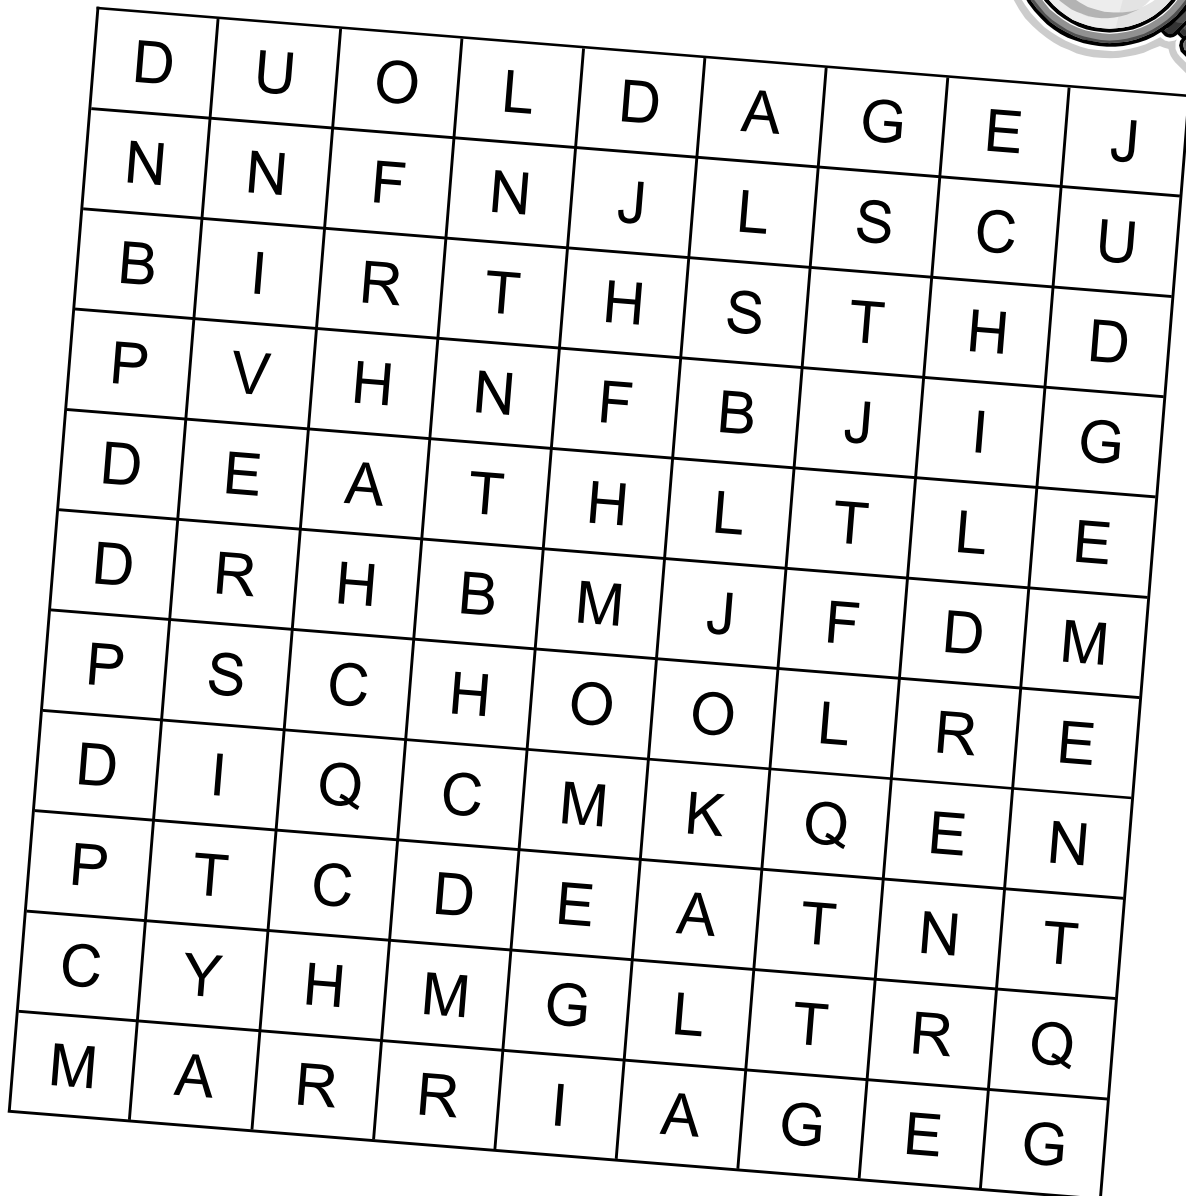 D U O L D A G E J
N N F N J L S C U
B I R T H S T H D
P V H N F B J I G
D E A T H L T L E
D R H B M J F D M
P S C H O O L R E
D I Q C M K Q E N
P T C D E A T N T
C Y H M G L T R Q
M A R R I A G E G